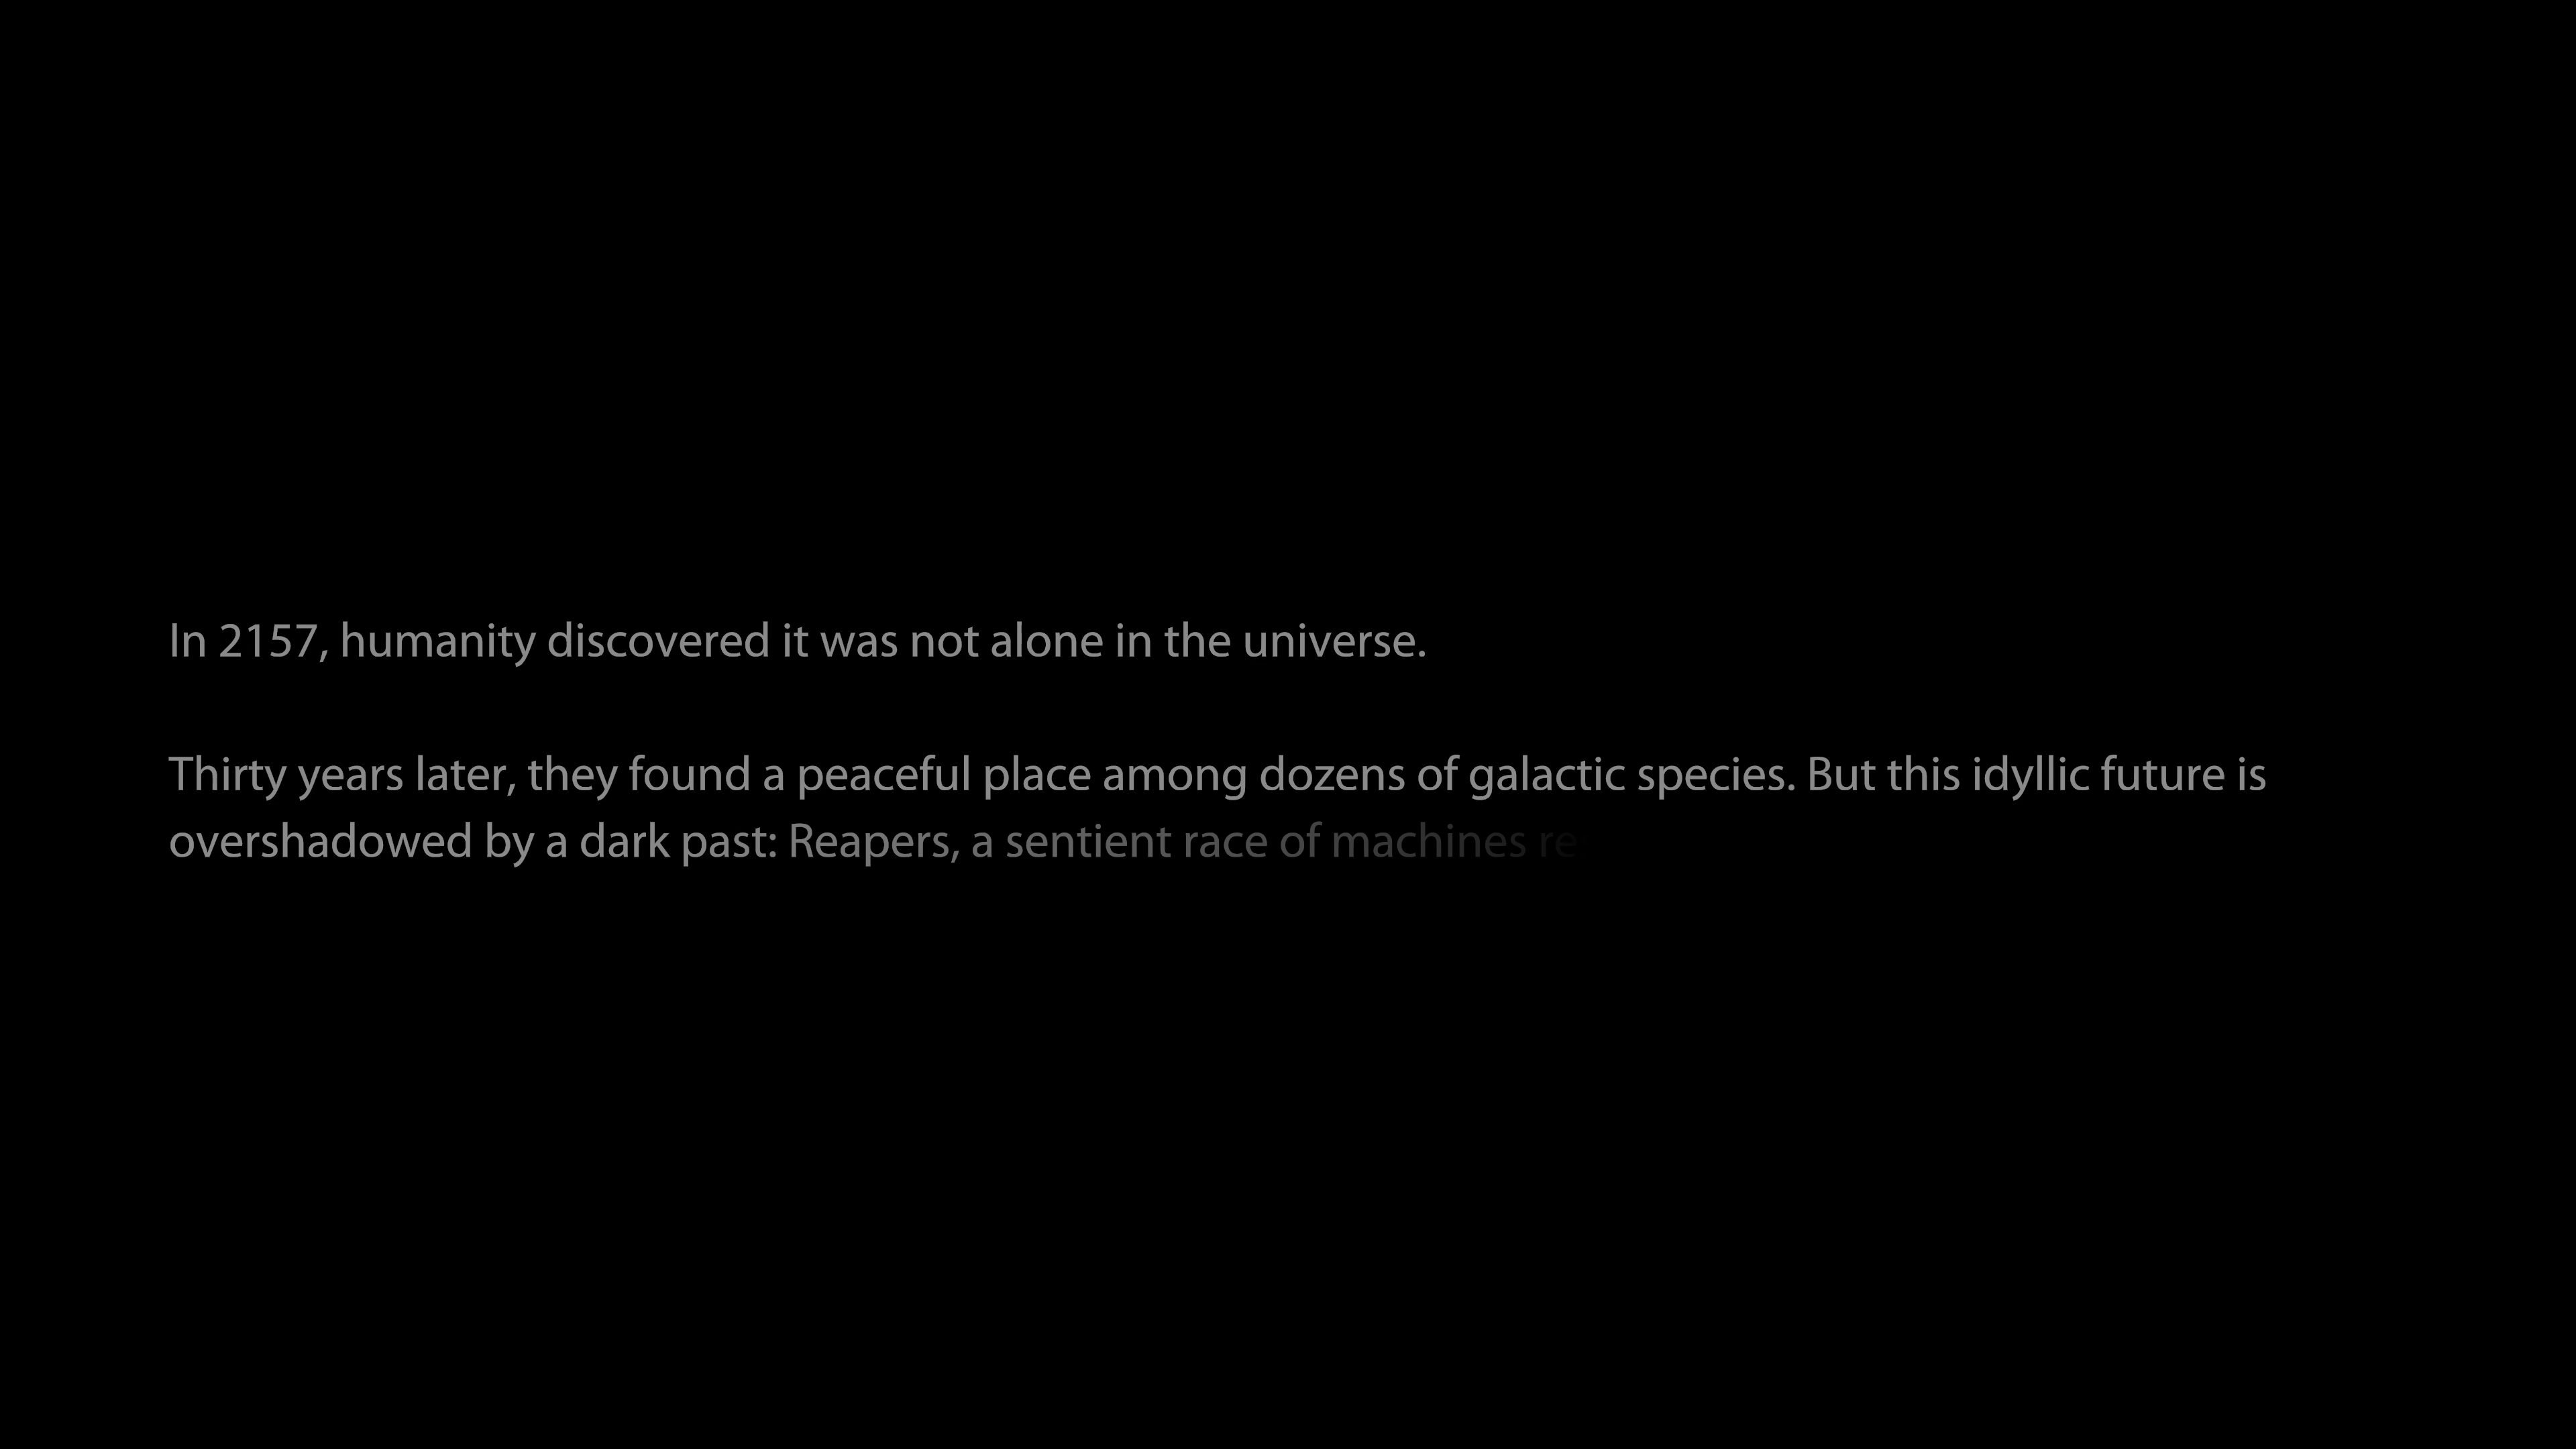 In 2157, humanity discovered it was not alone in the universe.
Thirty years later, they found a peaceful place among dozens of galactic species. But this idyllic future is
overshadowed by a dark past: Reapers, a sentient race of machines